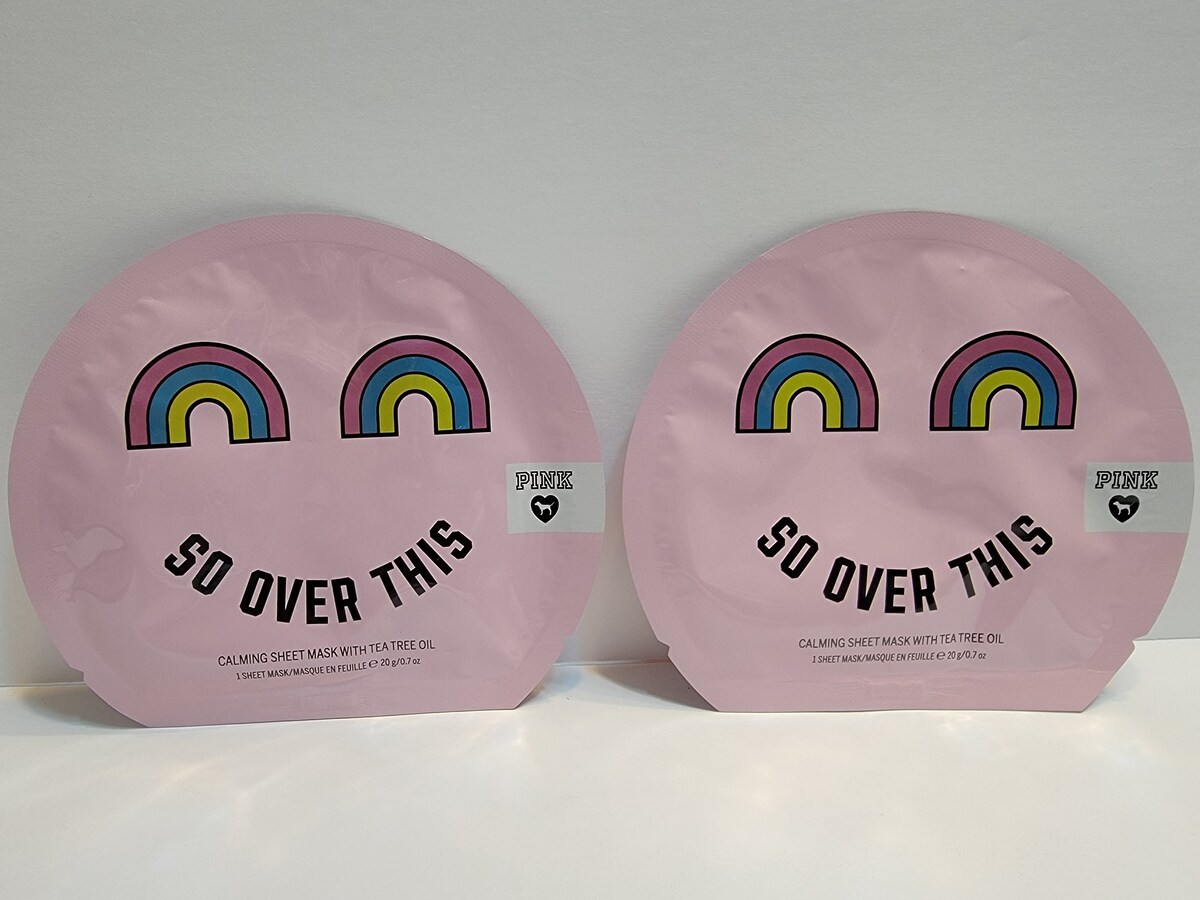 PINK
SO OVER THIS
CALMING SHEET MASK WITH TEA TREE OIL
1 SHEET MASK/MASQUE EN FEUILLE ℮ 20 g/0.7 oz
PINK
SO OVER THIS
CALMING SHEET MASK WITH TEA TREE OIL
1 SHEET MASK/MASQUE EN FEUILLE ℮ 20 g/0.7 oz